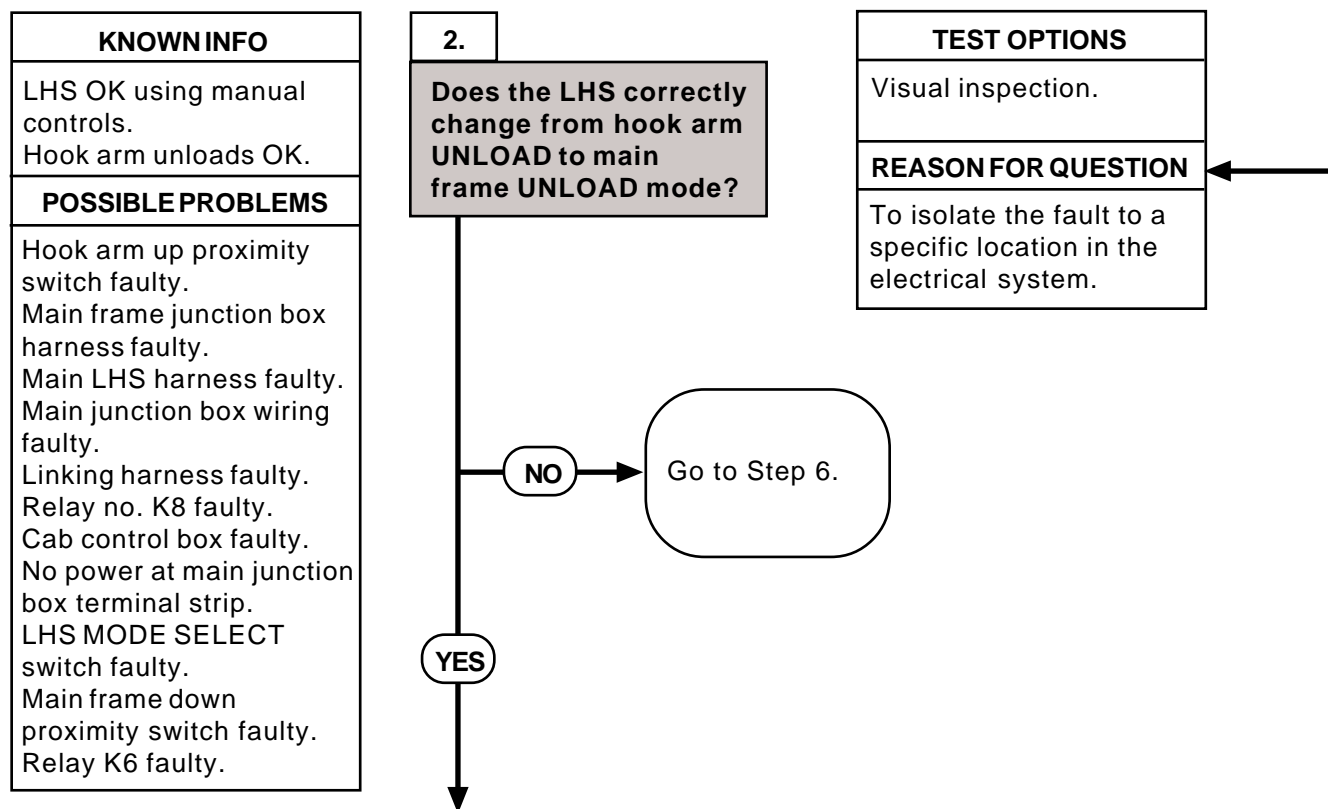 KNOWN INFO
LHS OK using manual
controls.
Hook arm unloads OK.
POSSIBLE PROBLEMS
Hook arm up proximity
switch faulty.
Main frame junction box
harness faulty.
Main LHS harness faulty.
Main junction box wiring
faulty.
Linking harness faulty.
Relay no. K8 faulty.
Cab control box faulty.
No power at main junction
box terminal strip.
LHS MODE SELECT
switch faulty.
Main frame down
proximity switch faulty.
Relay K6 faulty.
2.
Does the LHS correctly
change from hook arm
UNLOAD to main
frame UNLOAD mode?
NO
Go to Step 6.
YES
TEST OPTIONS
Visual inspection.
REASON FOR QUESTION
To isolate the fault to a
specific location in the
electrical system.